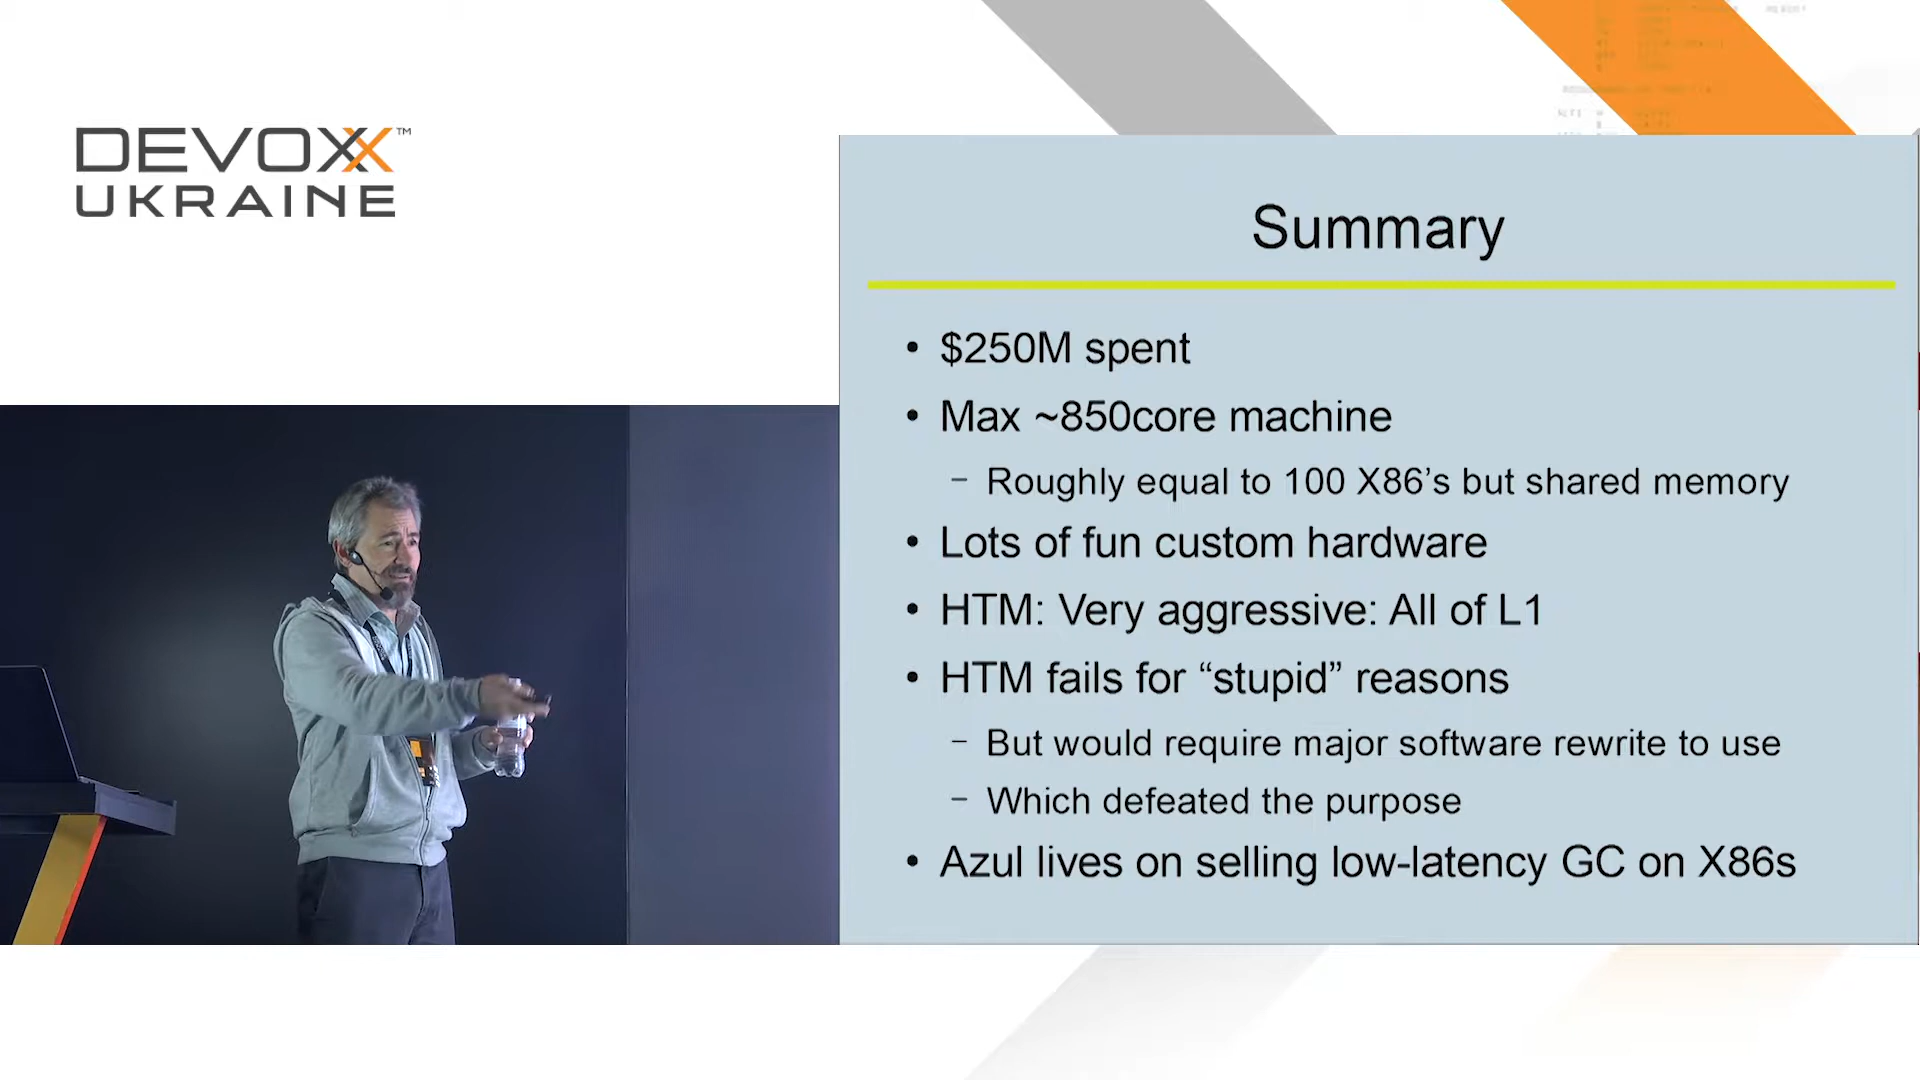 DEVOXX™
UKRAINE
Summary
• $250M spent
• Max ~850core machine
– Roughly equal to 100 X86’s but shared memory
• Lots of fun custom hardware
• HTM: Very aggressive: All of L1
• HTM fails for “stupid” reasons
– But would require major software rewrite to use
– Which defeated the purpose
• Azul lives on selling low-latency GC on X86s